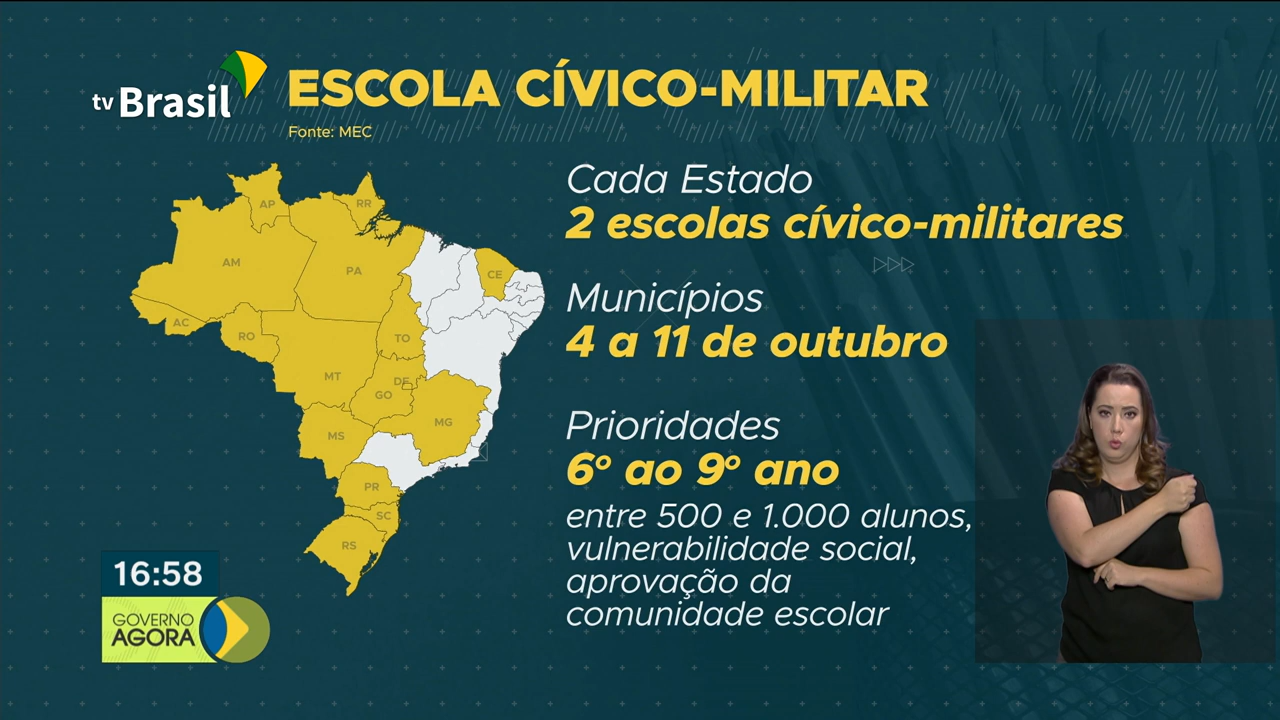 tv Brasil
ESCOLA CÍVICO-MILITAR
Fonte: MEC
Cada Estado
2 escolas cívico-militares
Municípios
4 a 11 de outubro
Prioridades
6º ao 9º ano
entre 500 e 1.000 alunos,
vulnerabilidade social,
aprovação da
comunidade escolar
AP
RR
AM
PA
CE
AC
RO
TO
MT
DF
GO
MG
MS
PR
SC
RS
16:58
GOVERNO
AGORA